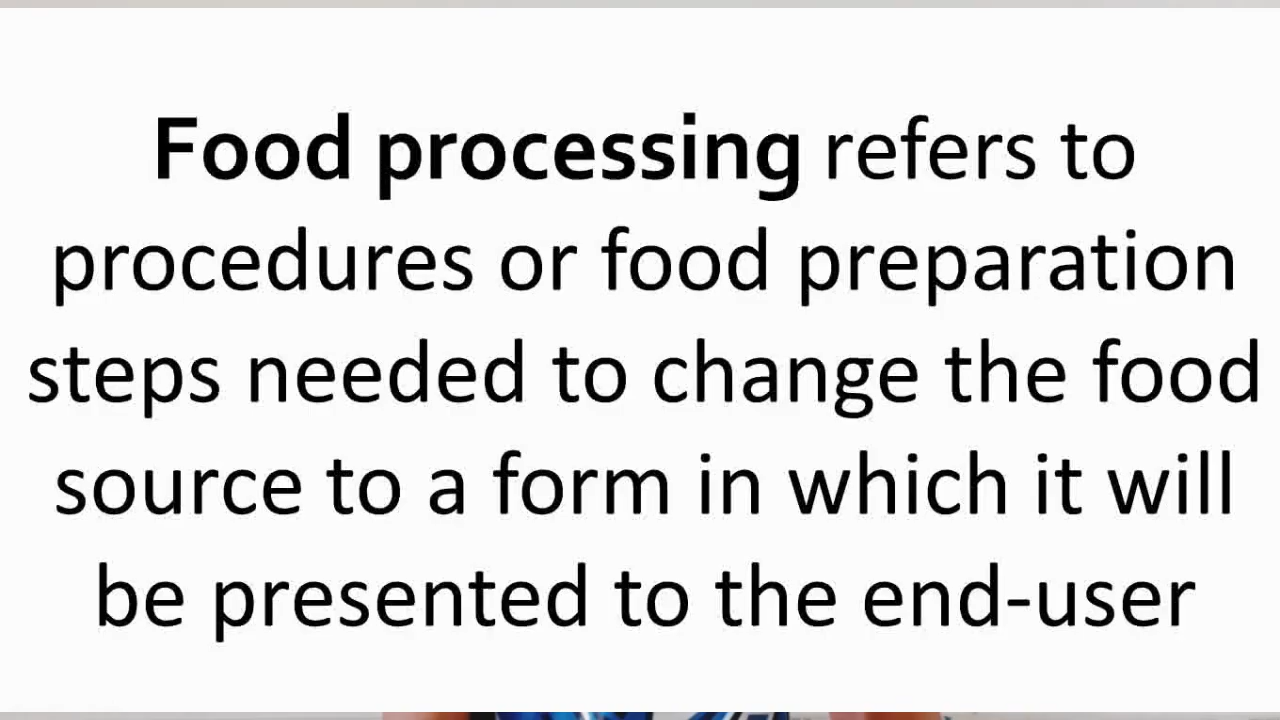 Food processing refers to
procedures or food preparation
steps needed to change the food
source to a form in which it will
be presented to the end-user